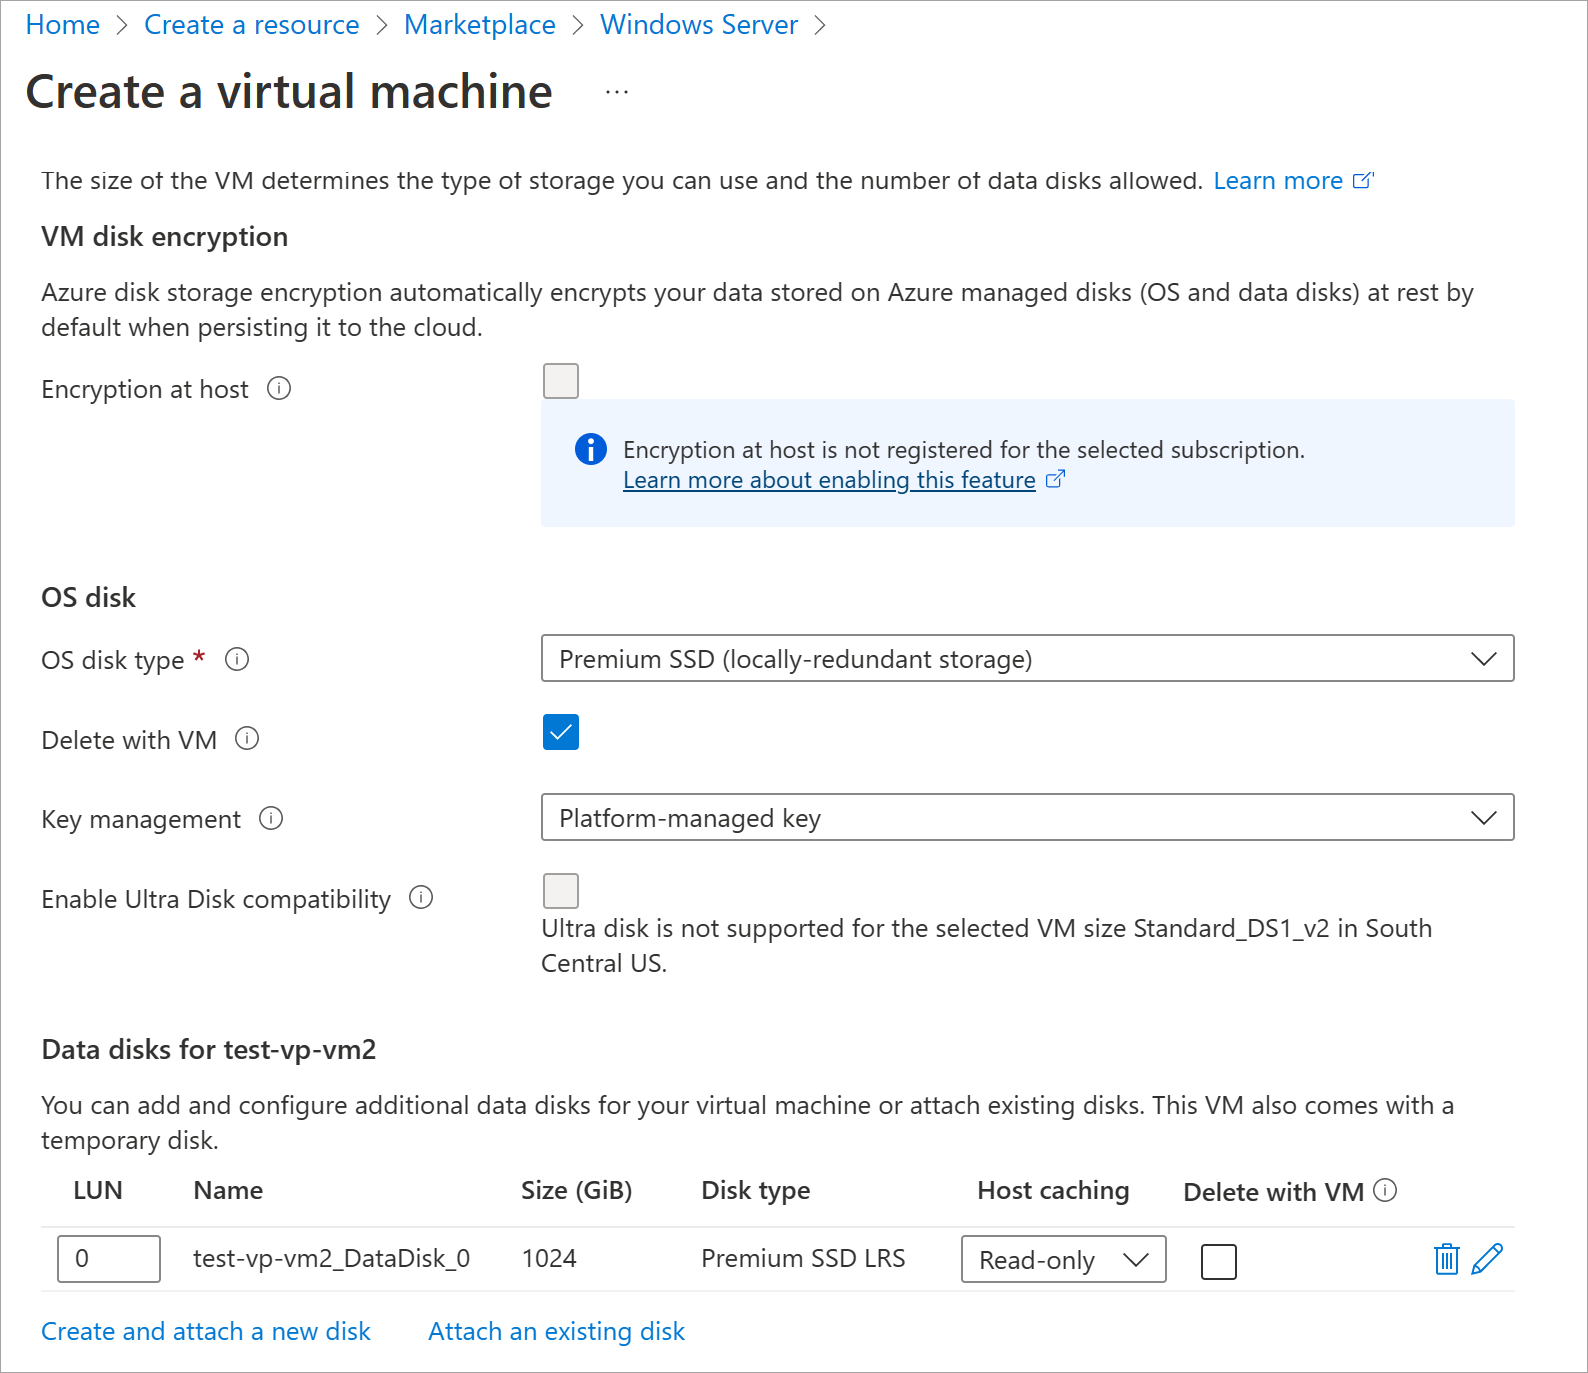 Home > Create a resource > Marketplace > Windows Server >
Create a virtual machine ...
The size of the VM determines the type of storage you can use and the number of data disks allowed. Learn more
VM disk encryption
Azure disk storage encryption automatically encrypts your data stored on Azure managed disks (OS and data disks) at rest by
default when persisting it to the cloud.
Encryption at host
Encryption at host is not registered for the selected subscription.
Learn more about enabling this feature
OS disk
OS disk type * Premium SSD (locally-redundant storage)
Delete with VM
Key management Platform-managed key
Enable Ultra Disk compatibility
Ultra disk is not supported for the selected VM size Standard_DS1_v2 in South
Central US.
Data disks for test-vp-vm2
You can add and configure additional data disks for your virtual machine or attach existing disks. This VM also comes with a
temporary disk.
LUN Name Size (GiB) Disk type Host caching Delete with VM
0 test-vp-vm2_DataDisk_0 1024 Premium SSD LRS Read-only
Create and attach a new disk Attach an existing disk